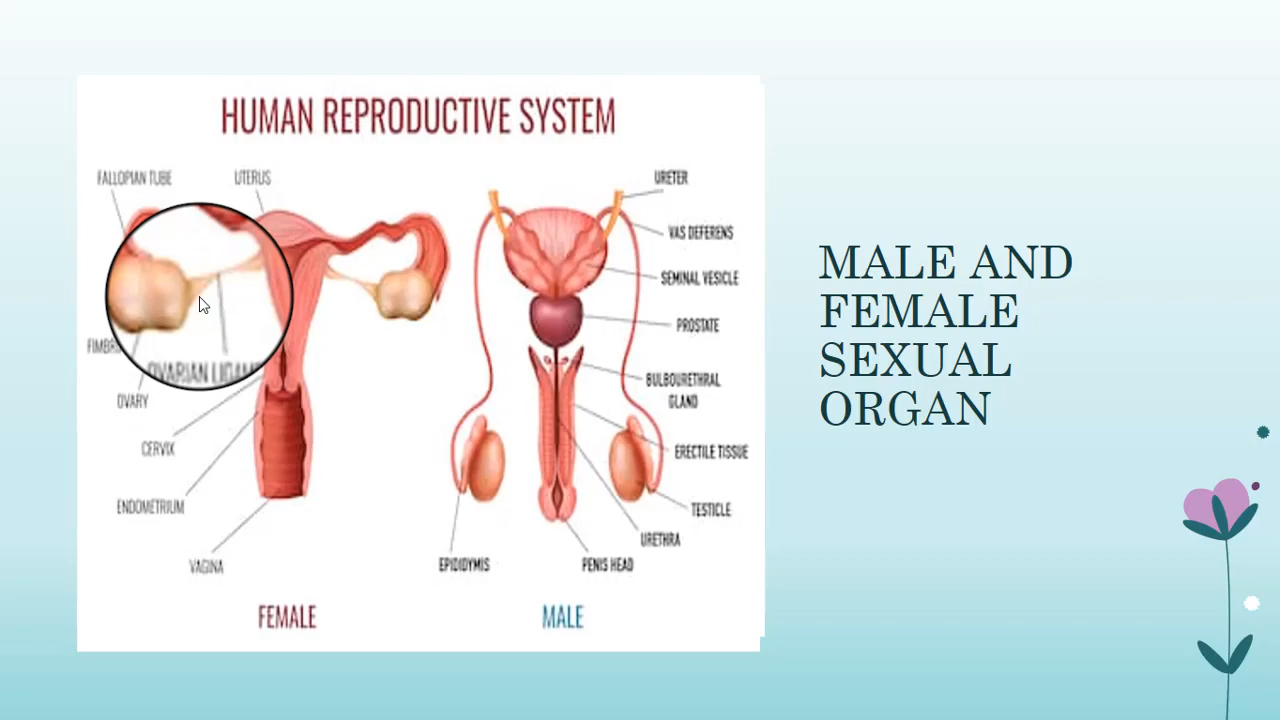 HUMAN REPRODUCTIVE SYSTEM
FALLOPIAN TUBE
UTERUS
OVARIAN
OVARY
CERVIX
ENDOMETRIUM
VAGINA
FEMALE
URETER
VAS DEFERENS
SEMINAL VESICLE
PROSTATE
BULBOURETHRAL
GLAND
ERECTILE TISSUE
TESTICLE
URETHRA
EPIDIDYMIS
PENIS HEAD
MALE
MALE AND
FEMALE
SEXUAL
ORGAN